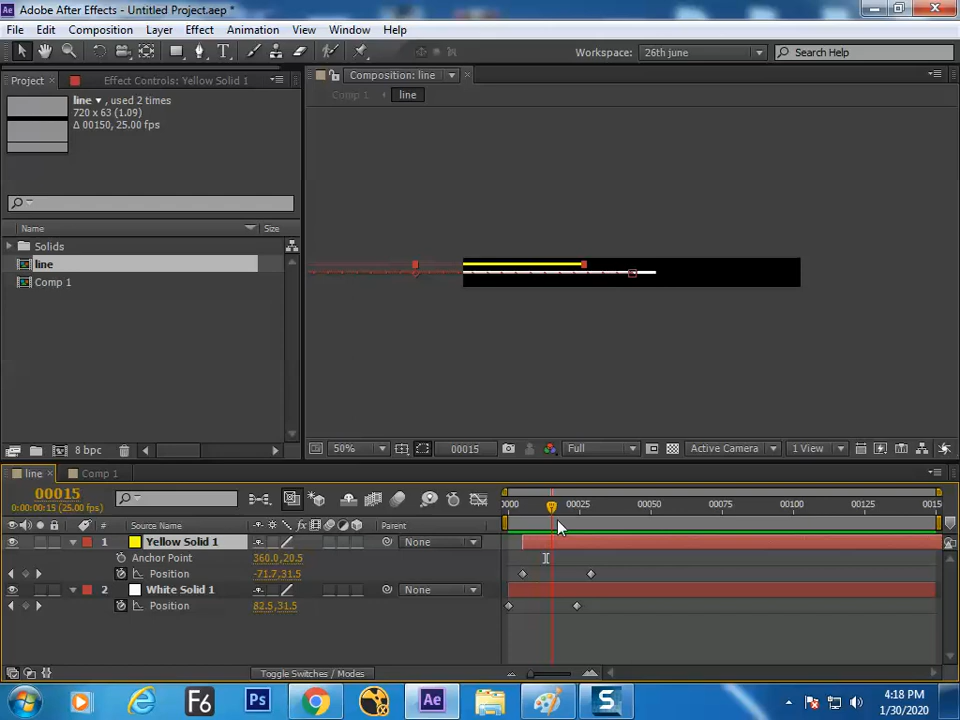 Adobe After Effects - Untitled Project.aep *
File Edit Composition Layer Effect Animation View Window Help
Workspace: 26th june Search Help
Project Effect Controls: Yellow Solid 1
Composition: line
line , used 2 times
720 x 63 (1.09)
Δ 00150, 25.00 fps
Comp 1 line
Name Size
Solids
line
Comp 1
8 bpc
50% 00015 Full Active Camera 1 View
line Comp 1
00015
0:00:00:15 (25.00 fps)
0000 00025 00050 00075 00100 00125 0015
# Source Name Parent
1 Yellow Solid 1 None
Anchor Point 360.0,20.5
Position -71.7,31.5
2 White Solid 1 None
Position 82.5,31.5
Toggle Switches / Modes
F6 Ps Ae S
4:18 PM
1/30/2020